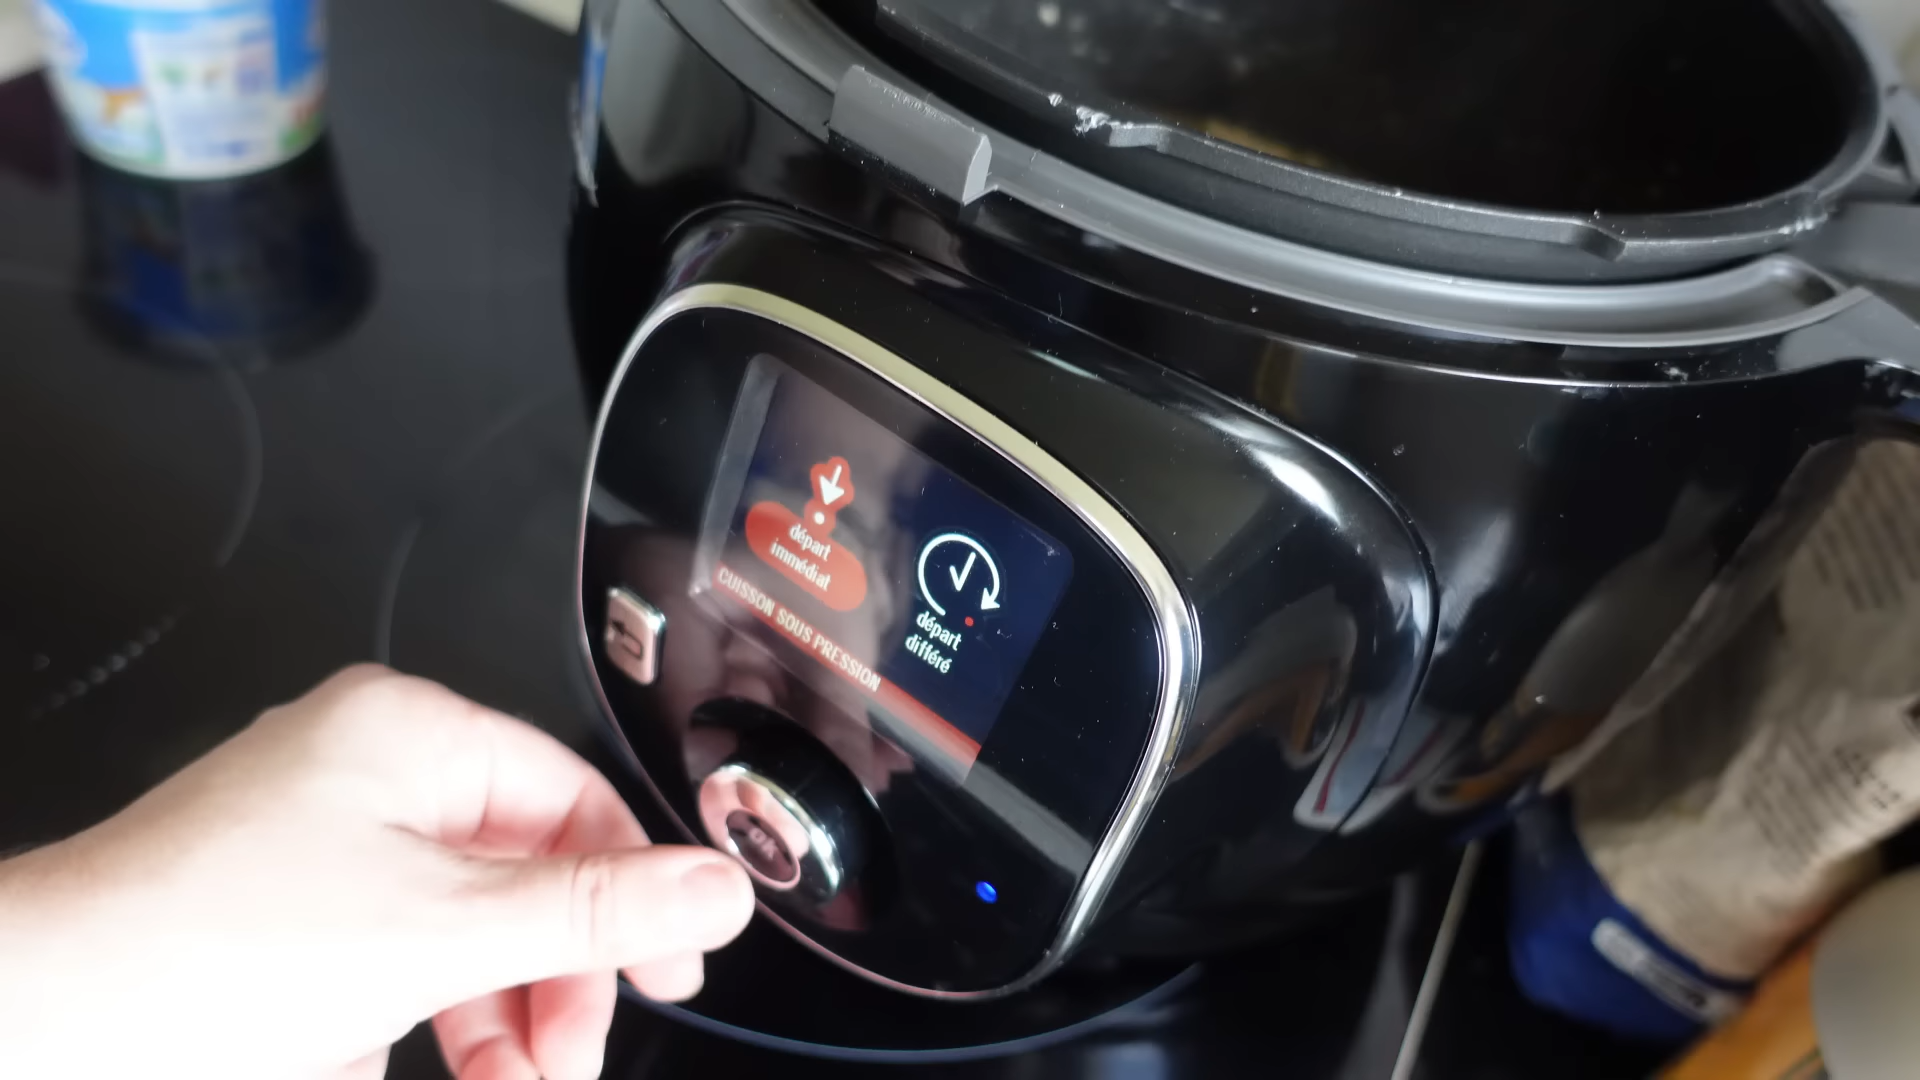 départ
immédiat
départ
différé
CUISSON SOUS PRESSION
OK